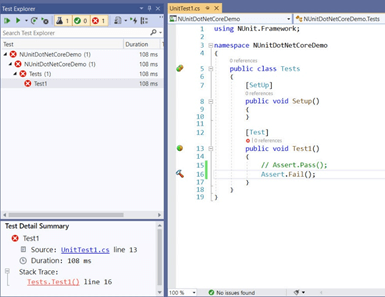 Test Explorer
1 0 1
Search Test Explorer
Test Duration
NUnitDotNetCoreDemo (1) 108 ms
NUnitDotNetCoreDemo (1) 108 ms
Tests (1) 108 ms
Test1 108 ms
Test Detail Summary
Test1
Source: UnitTest1.cs line 13
Duration: 108 ms
Stack Trace:
Tests.Test1() line 16
UnitTest1.cs
NUnitDotNetCoreDemo NUnitDotNetCoreDemo.Tests
1 using NUnit.Framework;
2
3 namespace NUnitDotNetCoreDemo
4 {
0 references
5 public class Tests
6 {
7 [SetUp]
0 references
8 public void Setup()
9 {
10 }
11
12 [Test]
0 references
13 public void Test1()
14 {
15 // Assert.Pass();
16 Assert.Fail();
17 }
18 }
19 }
100 % No issues found